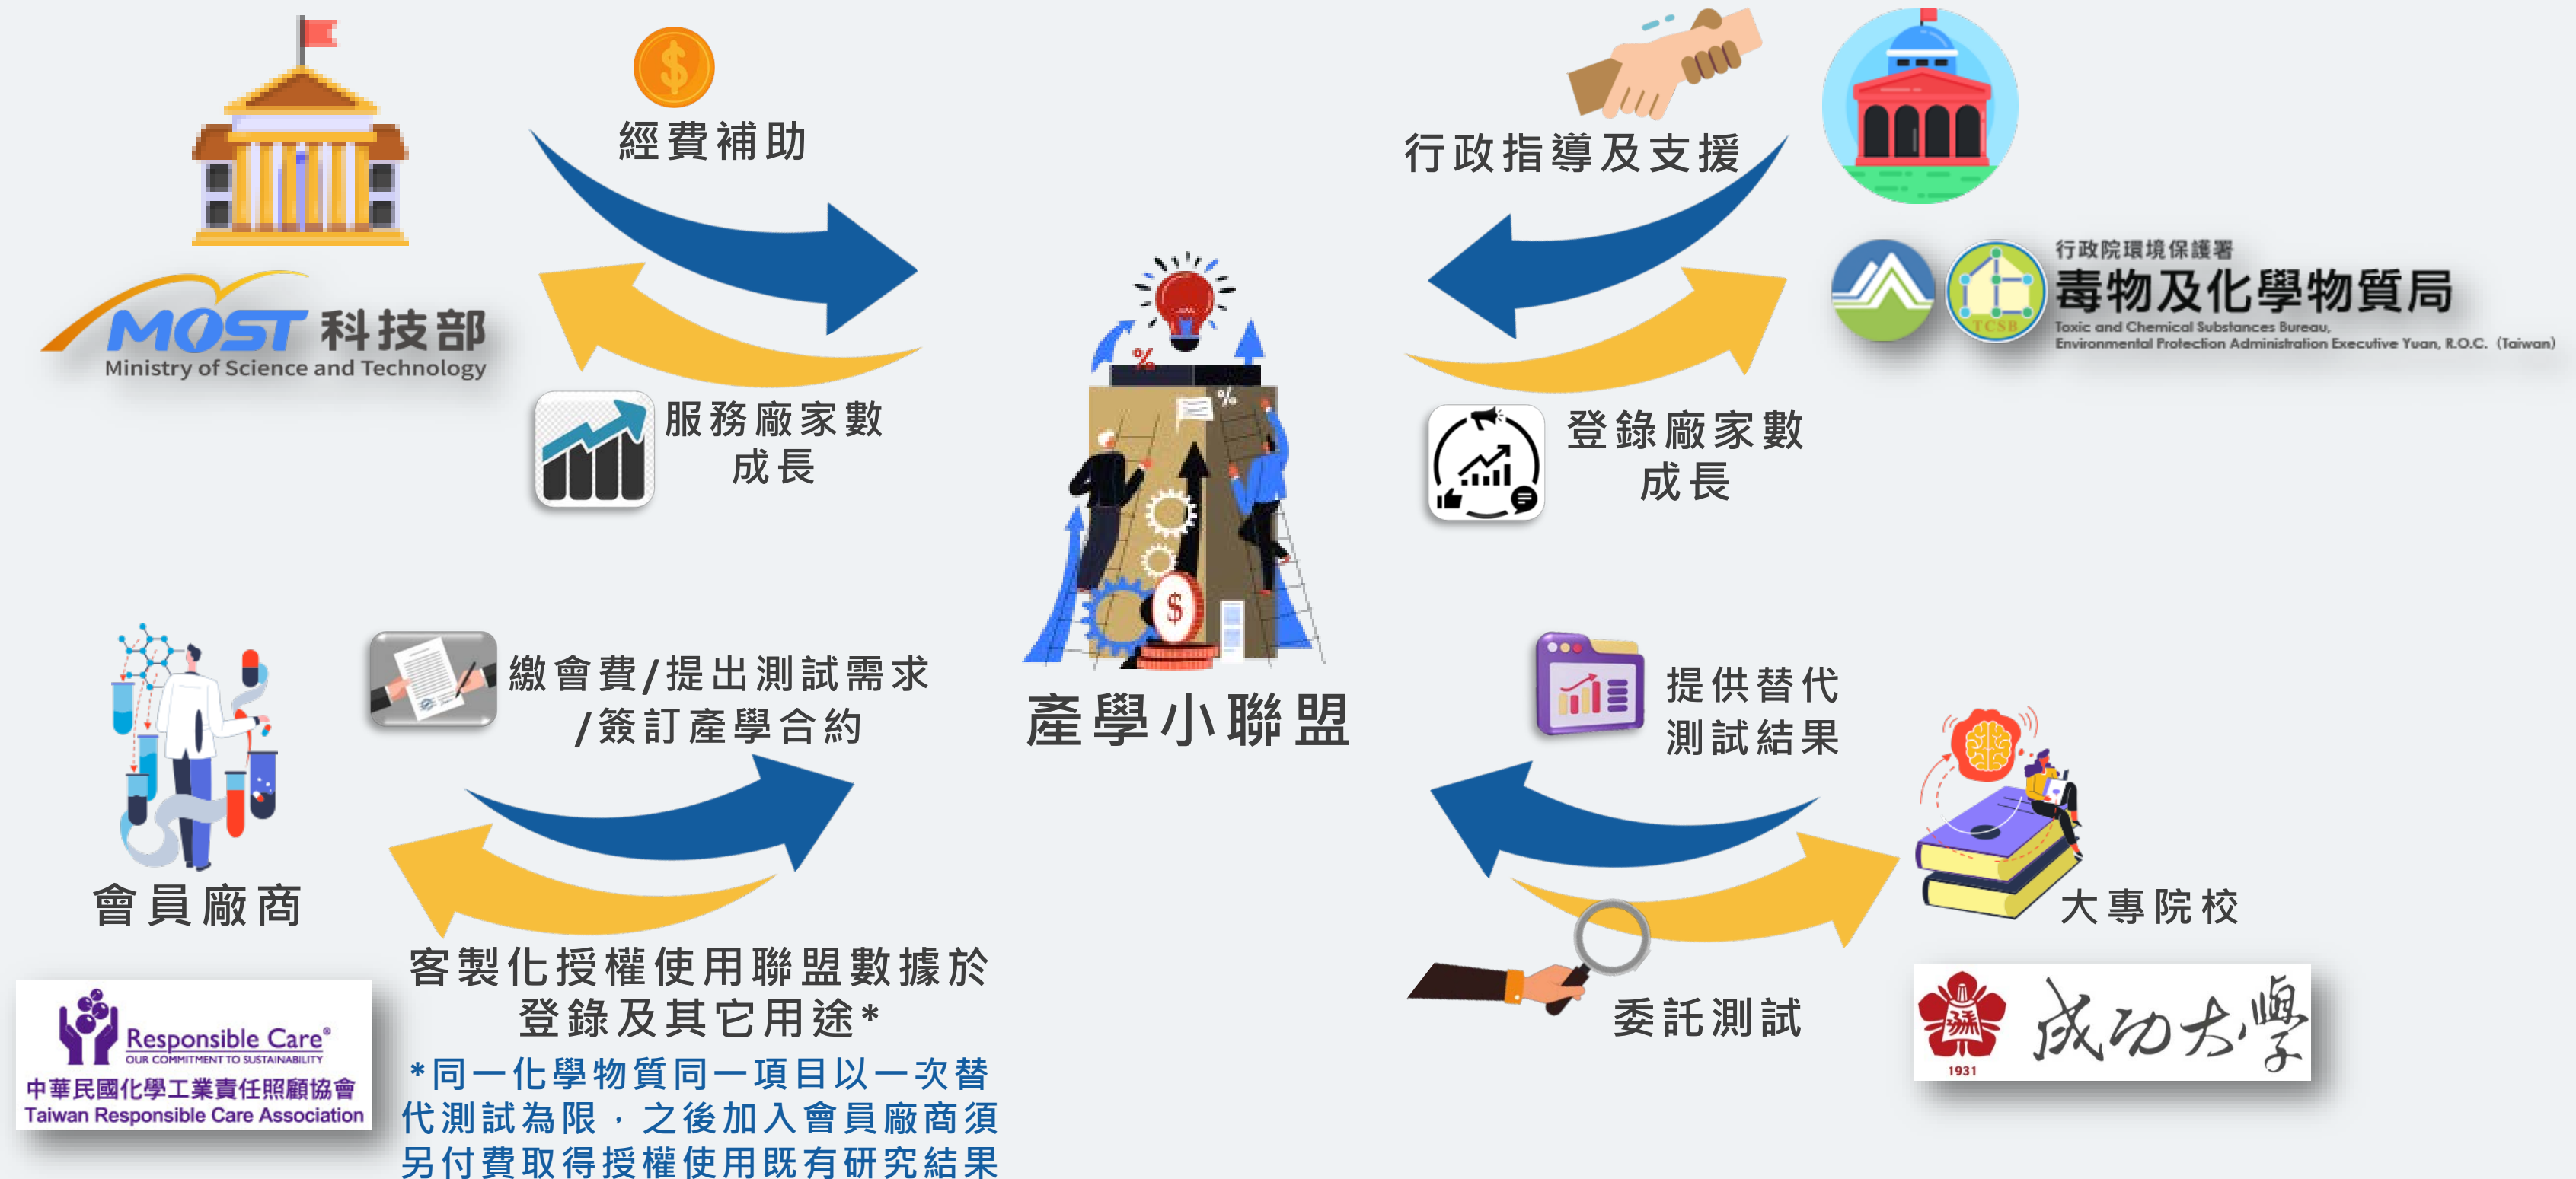 經費補助
行政指導及支援
MOST 科技部
Ministry of Science and Technology
行政院環境保護署
毒物及化學物質局
TCSB
Toxic and Chemical Substances Bureau,
Environmental Protection Administration Executive Yuan, R.O.C. (Taiwan)
服務廠家數
成長
%
%
$
登錄廠家數
成長
繳會費/提出測試需求
/簽訂產學合約
產學小聯盟
提供替代
測試結果
會員廠商
大專院校
客製化授權使用聯盟數據於
登錄及其它用途*
委託測試
Responsible Care®
OUR COMMITMENT TO SUSTAINABILITY
中華民國化學工業責任照顧協會
Taiwan Responsible Care Association
1931
成功大學
*同一化學物質同一項目以一次替
代測試為限，之後加入會員廠商須
另付費取得授權使用既有研究結果